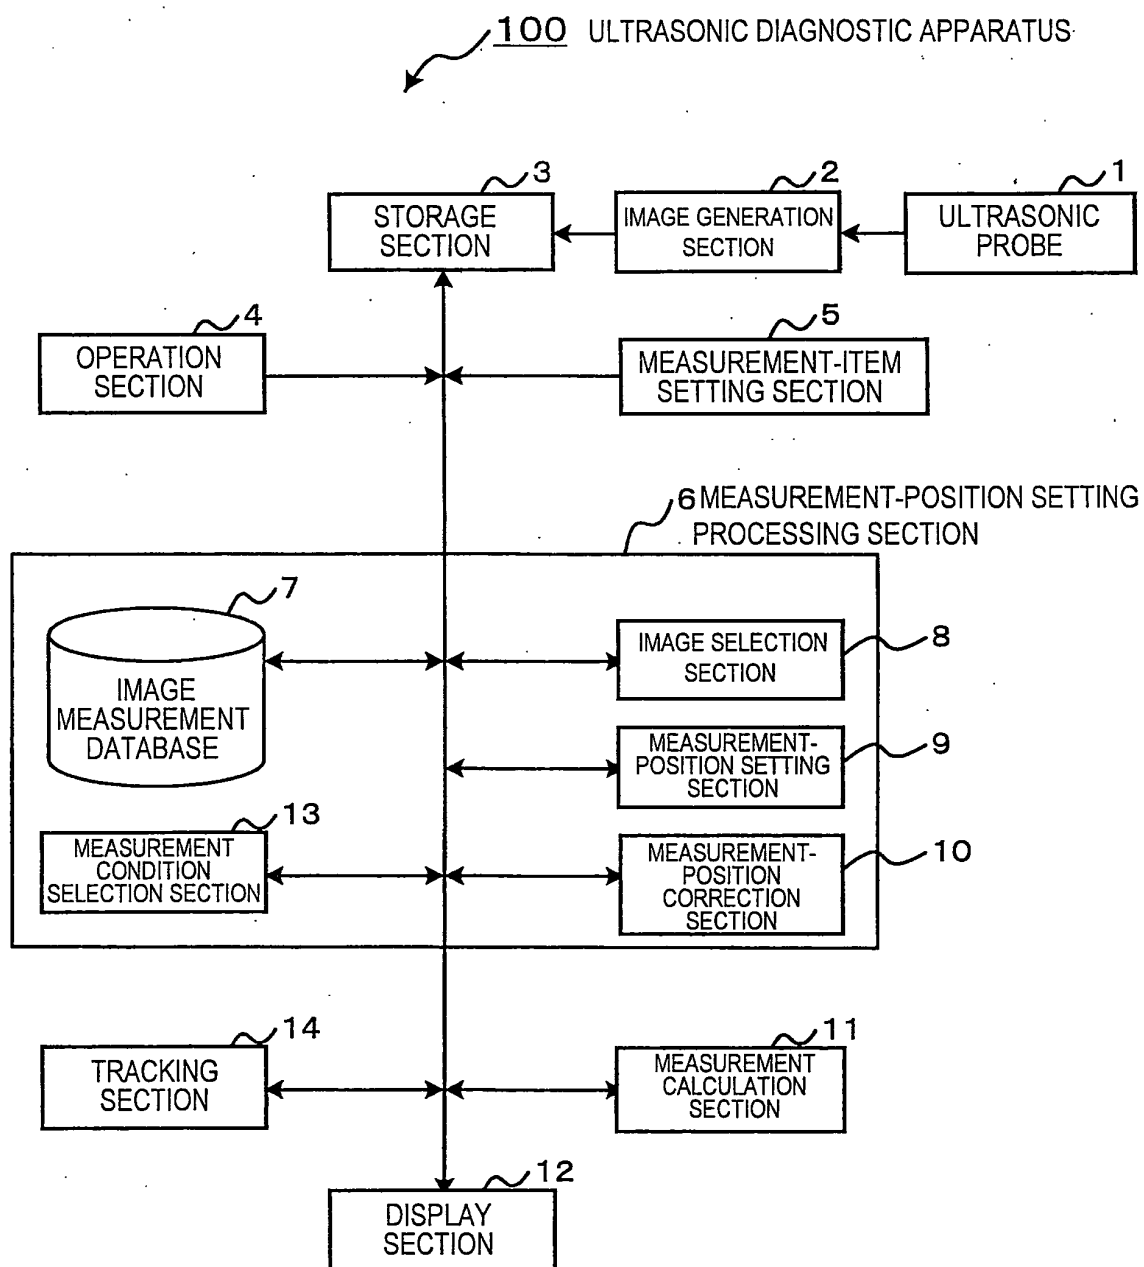 100 ULTRASONIC DIAGNOSTIC APPARATUS
3
STORAGE
SECTION
2
IMAGE GENERATION
SECTION
1
ULTRASONIC
PROBE
4
OPERATION
SECTION
5
MEASUREMENT-ITEM
SETTING SECTION
6 MEASUREMENT-POSITION SETTING
PROCESSING SECTION
7
IMAGE
MEASUREMENT
DATABASE
8
IMAGE SELECTION
SECTION
9
MEASUREMENT-
POSITION SETTING
SECTION
13
MEASUREMENT
CONDITION
SELECTION SECTION
10
MEASUREMENT-
POSITION
CORRECTION
SECTION
14
TRACKING
SECTION
11
MEASUREMENT
CALCULATION
SECTION
12
DISPLAY
SECTION